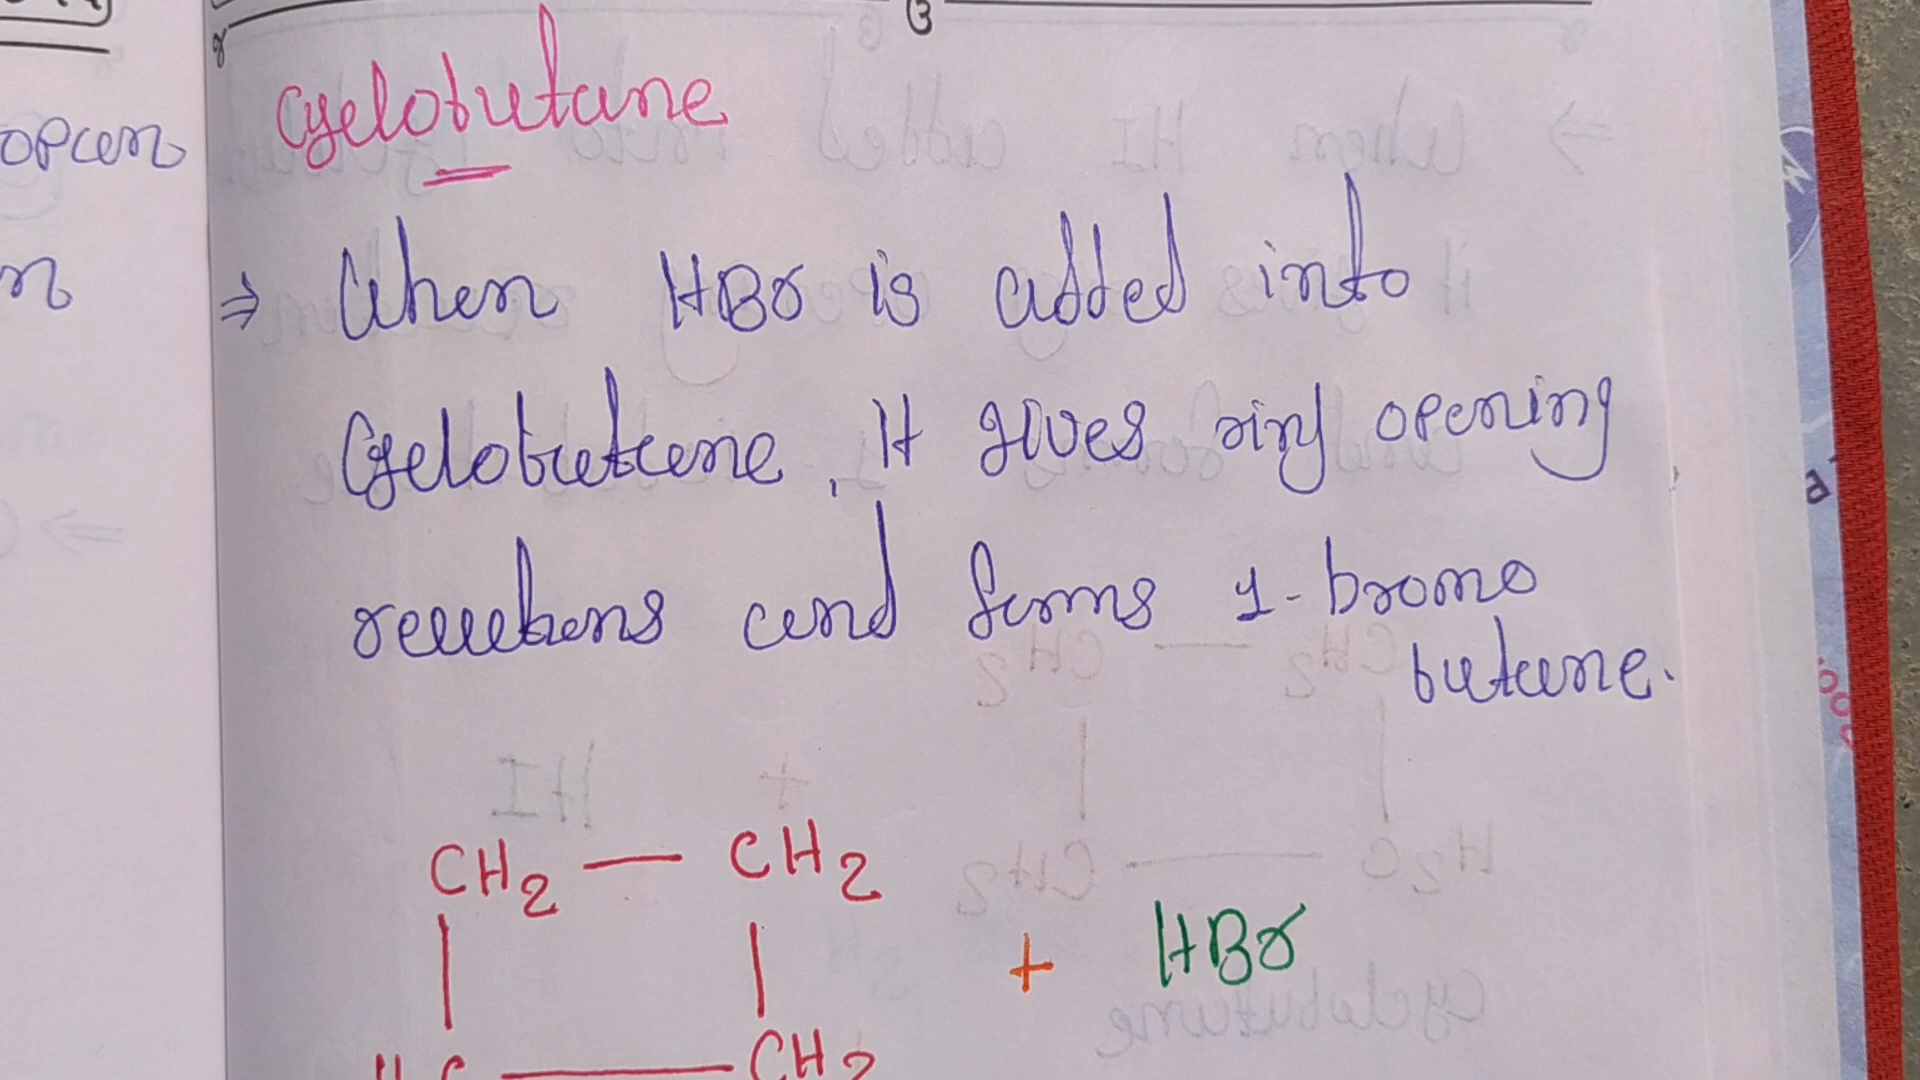 Cyclobutane
⇒ When HBr is added into
Cyclobutane, it gives ring opening
reactions and forms 1-bromo
butane.
CH2 — CH2
+ HBr
H2C — CH2